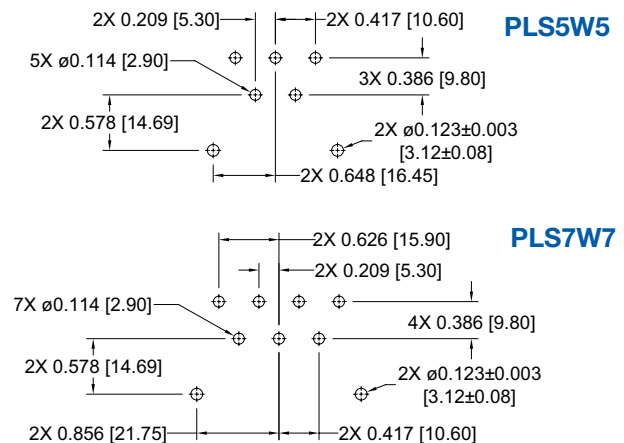 2X 0.209 [5.30]
2X 0.417 [10.60]
PLS5W5
5X ø0.114 [2.90]
3X 0.386 [9.80]
2X 0.578 [14.69]
2X ø0.123±0.003
[3.12±0.08]
2X 0.648 [16.45]
PLS7W7
2X 0.626 [15.90]
2X 0.209 [5.30]
7X ø0.114 [2.90]
4X 0.386 [9.80]
2X 0.578 [14.69]
2X ø0.123±0.003
[3.12±0.08]
2X 0.856 [21.75]
2X 0.417 [10.60]